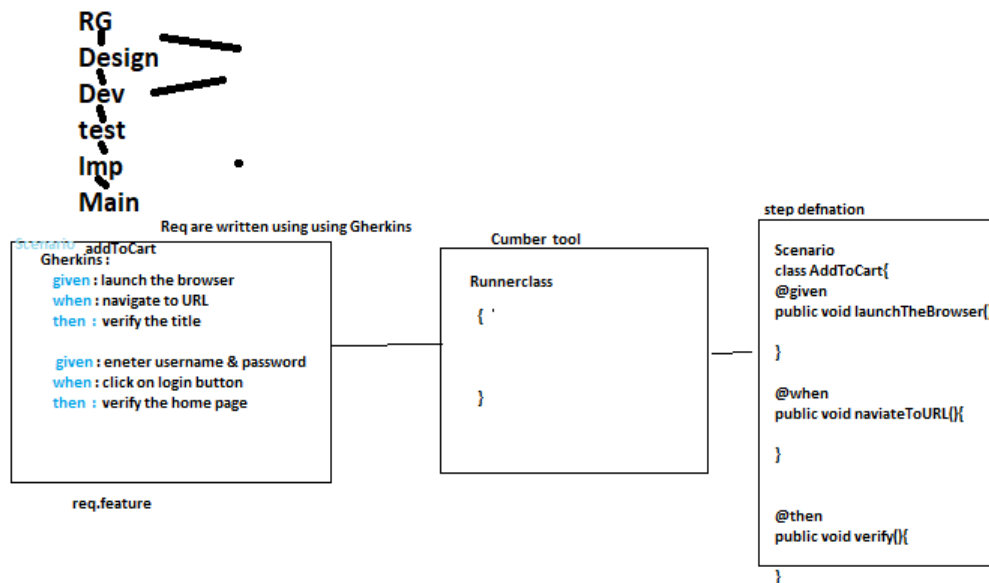 RG
Design
Dev
test
Imp
Main
Req are written using using Gherkins
Scenario addToCart
Gherkins :
given : launch the browser
when : navigate to URL
then : verify the title
given : eneter username & password
when : click on login button
then : verify the home page
req.feature
Cumber tool
Runnerclass
{ '
}
step defnation
Scenario
class AddToCart{
@given
public void launchTheBrowser()
}
@when
public void naviateToURL(){
}
@then
public void verify(){
}